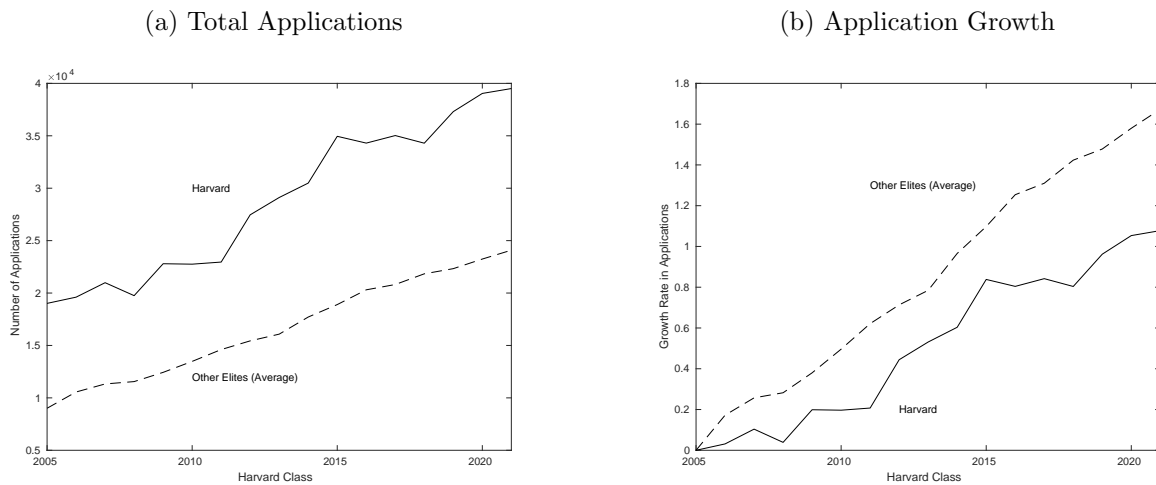 (a) Total Applications
×10⁴
4
3.5
3
2.5
2
1.5
1
0.5
Number of Applications
Harvard
Other Elites (Average)
2005 2010 2015 2020
Harvard Class
(b) Application Growth
1.8
1.6
1.4
1.2
1
0.8
0.6
0.4
0.2
0
Growth Rate in Applications
Other Elites (Average)
Harvard
2005 2010 2015 2020
Harvard Class